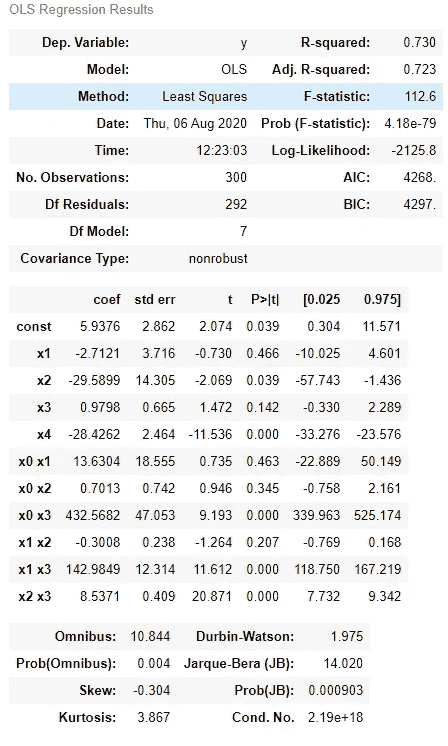 OLS Regression Results
Dep. Variable: y R-squared: 0.730
Model: OLS Adj. R-squared: 0.723
Method: Least Squares F-statistic: 112.6
Date: Thu, 06 Aug 2020 Prob (F-statistic): 4.18e-79
Time: 12:23:03 Log-Likelihood: -2125.8
No. Observations: 300 AIC: 4268.
Df Residuals: 292 BIC: 4297.
Df Model: 7
Covariance Type: nonrobust
coef std err t P>|t| [0.025 0.975]
const 5.9376 2.862 2.074 0.039 0.304 11.571
x1 -2.7121 3.716 -0.730 0.466 -10.025 4.601
x2 -29.5899 14.305 -2.069 0.039 -57.743 -1.436
x3 0.9798 0.665 1.472 0.142 -0.330 2.289
x4 -28.4262 2.464 -11.536 0.000 -33.276 -23.576
x0 x1 13.6304 18.555 0.735 0.463 -22.889 50.149
x0 x2 0.7013 0.742 0.946 0.345 -0.758 2.161
x0 x3 432.5682 47.053 9.193 0.000 339.963 525.174
x1 x2 -0.3008 0.238 -1.264 0.207 -0.769 0.168
x1 x3 142.9849 12.314 11.612 0.000 118.750 167.219
x2 x3 8.5371 0.409 20.871 0.000 7.732 9.342
Omnibus: 10.844 Durbin-Watson: 1.975
Prob(Omnibus): 0.004 Jarque-Bera (JB): 14.020
Skew: -0.304 Prob(JB): 0.000903
Kurtosis: 3.867 Cond. No. 2.19e+18